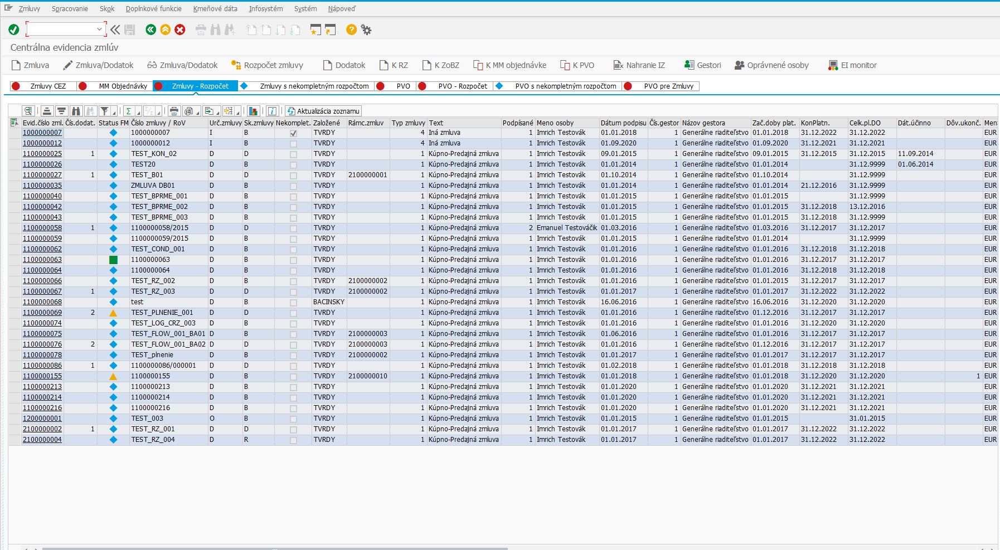 Zmluvy Spracovanie Skok Doplnkové funkcie Kmeňové dáta Infosystém Systém Nápoveď
Centrálna evidencia zmlúv
Zmluva Zmluva/Dodatok Zmluva/Dodatok Rozpočet zmluvy Dodatok K RZ K ZoBZ K MM objednávke K PVO Nahranie IZ Gestori Oprávnené osoby EI monitor
Zmluvy CEZ MM Objednávky Zmluvy - Rozpočet Zmluvy s nekompletným rozpočtom PVO PVO - Rozpočet PVO s nekompletným rozpočtom PVO pre Zmluvy
Aktualizácia zoznamu
Evid.číslo zml. Čís.dodat. Status FM Číslo zmluvy / RoV Urč.zmluvy Sk.zmluvy Nekomplet. Založené Rámc.zmluv Typ zmluvy Text Podpísané Meno osoby Dátum podpisu Čís.gestor Názov gestora Zač.doby plat. KonPlatn. Celk.pl.DO Dát.účinno Dôv.ukonč. Mena
1000000007 1000000007 I B TVRDY 4 Iná zmluva 1 Imrich Testovák 01.01.2018 1 Generálne riaditeľstvo 01.01.2018 31.12.2022 31.12.2022 EUR
1000000012 1000000012 I B TVRDY 4 Iná zmluva 1 Imrich Testovák 01.09.2020 1 Generálne riaditeľstvo 01.09.2020 31.12.2021 31.12.2021 EUR
1100000025 1 TEST_KON_02 D D TVRDY 1 Kúpno-Predajná zmluva 1 Imrich Testovák 09.01.2015 1 Generálne riaditeľstvo 09.01.2015 31.12.2015 31.12.2015 11.09.2014 EUR
1100000026 TEST20 D B TVRDY 1 Kúpno-Predajná zmluva 1 Imrich Testovák 01.01.2014 1 Generálne riaditeľstvo 01.01.2014 31.12.9999 01.06.2014 EUR
1100000027 1 TEST_B01 D D TVRDY 2100000001 1 Kúpno-Predajná zmluva 1 Imrich Testovák 01.10.2014 1 Generálne riaditeľstvo 01.10.2014 31.12.9999 EUR
1100000035 ZMLUVA DB01 D B TVRDY 1 Kúpno-Predajná zmluva 1 Imrich Testovák 01.01.2014 1 Generálne riaditeľstvo 01.01.2014 21.12.2016 31.12.9999 EUR
1100000040 TEST_BPRME_001 D B TVRDY 1 Kúpno-Predajná zmluva 1 Imrich Testovák 01.01.2015 1 Generálne riaditeľstvo 01.01.2015 31.12.9999 EUR
1100000042 TEST_BPRME_002 D B TVRDY 1 Kúpno-Predajná zmluva 1 Imrich Testovák 01.01.2015 1 Generálne riaditeľstvo 01.01.2015 31.12.2018 13.12.2016 EUR
1100000043 TEST_BPRME_003 D B TVRDY 1 Kúpno-Predajná zmluva 1 Imrich Testovák 01.01.2015 1 Generálne riaditeľstvo 01.01.2015 31.12.2018 31.12.9999 EUR
1100000058 1 1100000058/2015 D D TVRDY 1 Kúpno-Predajná zmluva 2 Emanuel Testováčik 01.03.2016 1 Generálne riaditeľstvo 01.03.2016 31.12.2017 31.12.2017 EUR
1100000059 1100000059/2015 D B TVRDY 1 Kúpno-Predajná zmluva 1 Imrich Testovák 01.01.2015 1 Generálne riaditeľstvo 01.01.2014 31.12.9999 EUR
1100000062 TEST_COND_001 D B TVRDY 1 Kúpno-Predajná zmluva 1 Imrich Testovák 01.01.2016 1 Generálne riaditeľstvo 01.01.2016 31.12.2018 31.12.2018 EUR
1100000063 1100000063 D B TVRDY 1 Kúpno-Predajná zmluva 1 Imrich Testovák 01.01.2016 1 Generálne riaditeľstvo 01.01.2016 31.12.2017 31.12.2017 EUR
1100000064 1100000064 D B TVRDY 1 Kúpno-Predajná zmluva 1 Imrich Testovák 01.01.2016 1 Generálne riaditeľstvo 01.01.2016 31.12.2018 31.12.2018 EUR
1100000066 TEST_RZ_002 D B TVRDY 2100000002 1 Kúpno-Predajná zmluva 1 Imrich Testovák 01.01.2016 1 Generálne riaditeľstvo 01.01.2015 31.12.2017 31.12.2017 EUR
1100000067 1 TEST_RZ_003 D D TVRDY 2100000002 1 Kúpno-Predajná zmluva 1 Imrich Testovák 01.01.2017 1 Generálne riaditeľstvo 01.01.2017 31.12.2022 31.12.2022 EUR
1100000068 test D B BACINSKY 1 Kúpno-Predajná zmluva 1 Imrich Testovák 16.06.2016 1 Generálne riaditeľstvo 16.06.2016 31.12.2020 31.12.2020 EUR
1100000069 2 TEST_PLNENIE_001 D D TVRDY 1 Kúpno-Predajná zmluva 1 Imrich Testovák 01.01.2016 1 Generálne riaditeľstvo 01.12.2016 31.12.2017 31.12.2017 EUR
1100000074 TEST_LOG_CRZ_003 D B TVRDY 1 Kúpno-Predajná zmluva 1 Imrich Testovák 01.01.2016 1 Generálne riaditeľstvo 01.01.2016 31.12.2020 31.12.2020 EUR
1100000075 TEST_FLOW_001_BA01 D B TVRDY 2100000003 1 Kúpno-Predajná zmluva 1 Imrich Testovák 01.06.2016 1 Generálne riaditeľstvo 01.01.2016 31.12.2017 31.12.2017 EUR
1100000076 2 TEST_FLOW_001_BA02 D D TVRDY 2100000003 1 Kúpno-Predajná zmluva 1 Imrich Testovák 01.01.2016 1 Generálne riaditeľstvo 01.12.2016 31.12.2017 31.12.2017 EUR
1100000078 TEST_plnenie D B TVRDY 2100000002 1 Kúpno-Predajná zmluva 1 Imrich Testovák 01.01.2017 1 Generálne riaditeľstvo 01.01.2017 31.12.2017 31.12.2017 EUR
1100000086 1 1100000086/000001 D D TVRDY 1 Kúpno-Predajná zmluva 1 Imrich Testovák 01.02.2018 1 Generálne riaditeľstvo 01.01.2018 31.12.2018 31.12.2018 EUR
1100000155 1100000155 D B TVRDY 2100000010 1 Kúpno-Predajná zmluva 1 Imrich Testovák 01.01.2018 1 Generálne riaditeľstvo 01.01.2018 31.12.2020 31.12.2020 1 EUR
1100000213 1100000213 D B TVRDY 1 Kúpno-Predajná zmluva 1 Imrich Testovák 01.01.2020 1 Generálne riaditeľstvo 01.01.2020 31.12.2021 31.12.2021 EUR
1100000214 1100000214 D B TVRDY 1 Kúpno-Predajná zmluva 1 Imrich Testovák 01.01.2020 1 Generálne riaditeľstvo 01.01.2020 31.12.2021 31.12.2021 EUR
1100000216 1100000216 D B TVRDY 1 Kúpno-Predajná zmluva 1 Imrich Testovák 01.01.2020 1 Generálne riaditeľstvo 01.01.2020 31.12.2021 31.12.2021 EUR
1200000001 TEST_003 O B TVRDY 1 Kúpno-Predajná zmluva 1 Imrich Testovák 01.01.2015 1 Generálne riaditeľstvo 01.01.2015 31.01.2015 EUR
2100000002 1 TEST_RZ_001 D D TVRDY 1 Kúpno-Predajná zmluva 1 Imrich Testovák 01.01.2017 1 Generálne riaditeľstvo 01.01.2017 31.12.2022 31.12.2022 EUR
2100000004 TEST_RZ_004 D R TVRDY 1 Kúpno-Predajná zmluva 1 Imrich Testovák 01.01.2017 1 Generálne riaditeľstvo 01.01.2017 31.12.2022 31.12.2022 EUR